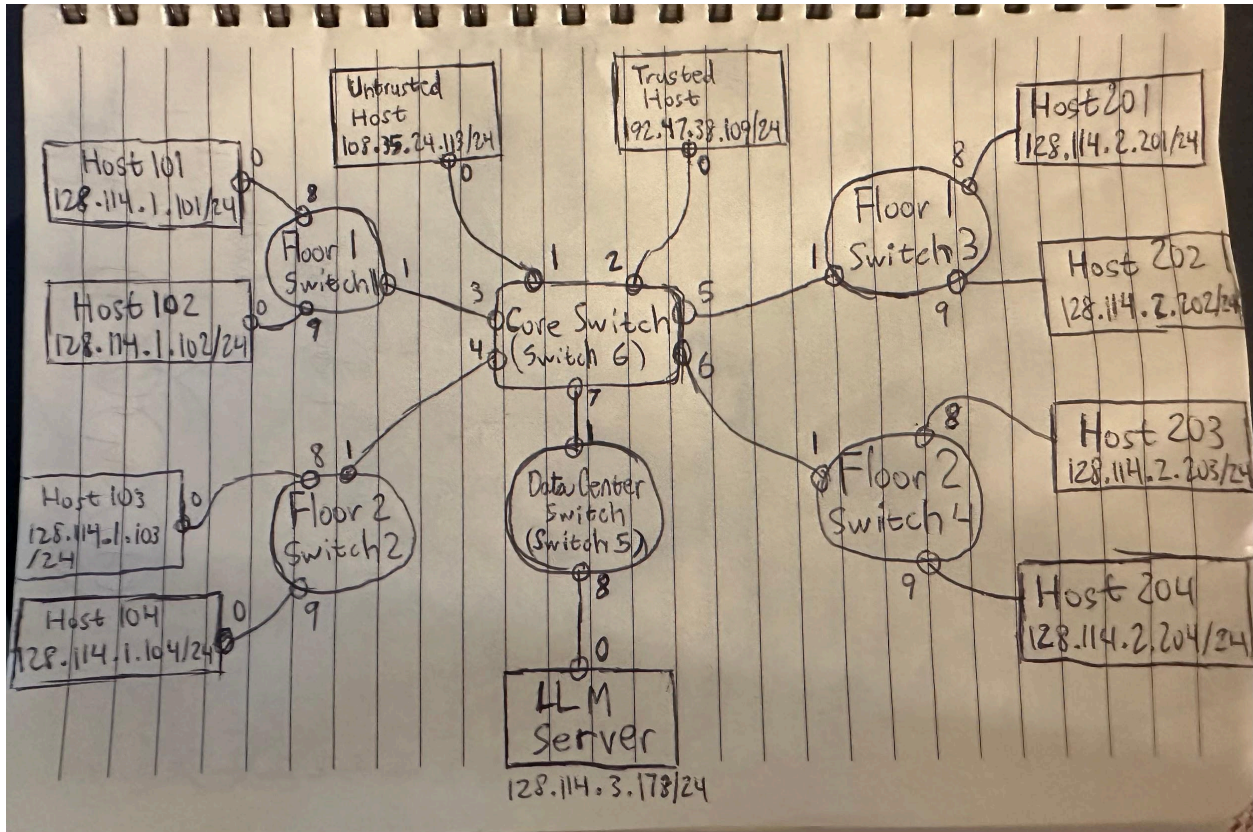 Untrusted
Host
108.35.24.113/24
0
Trusted
Host
192.47.38.109/24
0
Host 101
128.114.1.101/24
0
Host 102
128.114.1.102/24
0
8
Floor 1
Switch 1
1
9
Host 103
128.114.1.103
/24
0
Host 104
128.114.1.104/24
0
8
1
Floor 2
Switch 2
9
1
2
3
4
5
6
7
Core Switch
(Switch 6)
1
Data Center
Switch
(Switch 5)
8
0
LLM
Server
128.114.3.178/24
8
1
Floor 1
Switch 3
9
Host 201
128.114.2.201/24
Host 202
128.114.2.202/24
1
8
Floor 2
Switch 4
9
Host 203
128.114.2.203/24
Host 204
128.114.2.204/24